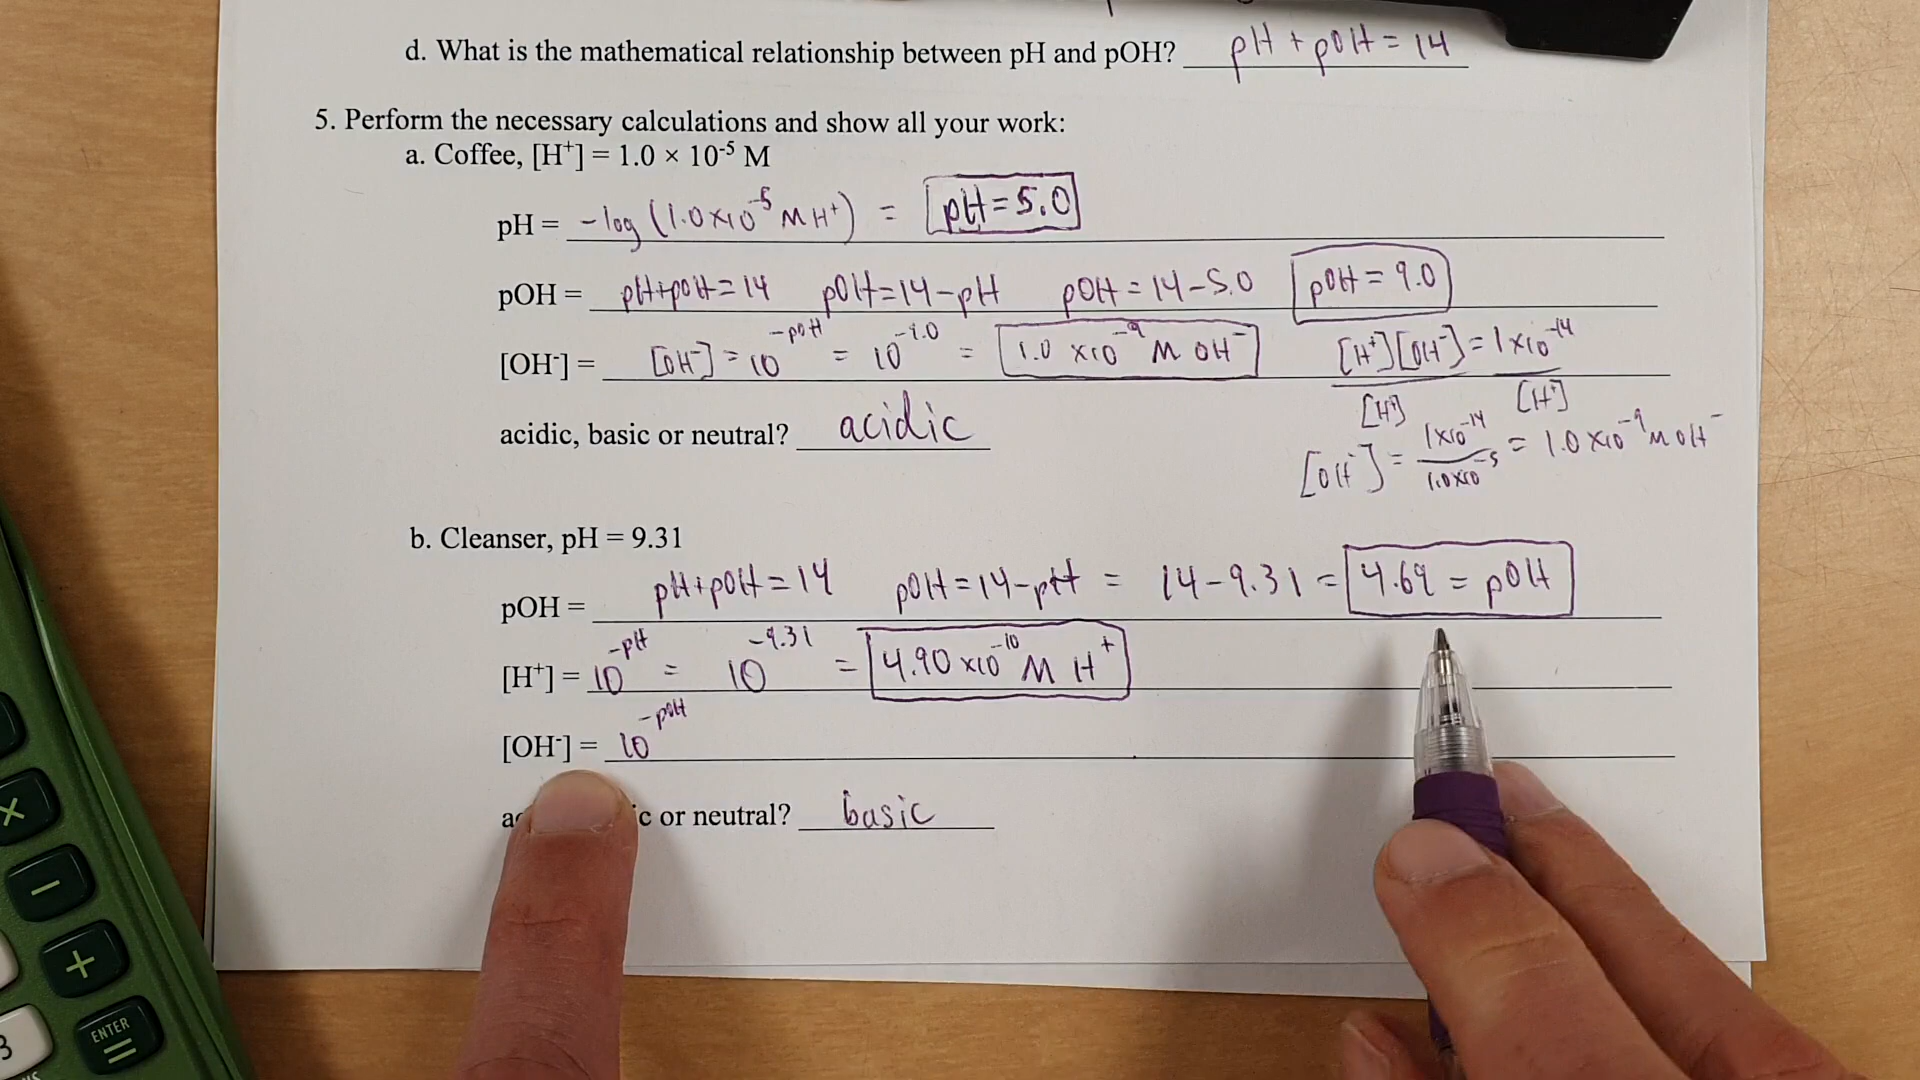 d. What is the mathematical relationship between pH and pOH? pH + pOH = 14
5. Perform the necessary calculations and show all your work:
a. Coffee, [H⁺] = 1.0 × 10⁻⁵ M
pH = -log (1.0x10⁻⁵ M H⁺) = pH = 5.0
pOH = pH+pOH = 14 pOH = 14 - pH pOH = 14 - 5.0 pOH = 9.0
[OH⁻] = [OH⁻] = 10^-pOH = 10^-9.0 = 1.0 x10⁻⁹ M OH⁻
[H⁺][OH⁻] = 1x10⁻¹⁴
[H⁺] [H⁺]
acidic, basic or neutral? acidic
[OH⁻] = 1x10⁻¹⁴ / 1.0x10⁻⁵ = 1.0 x10⁻⁹ M OH⁻
b. Cleanser, pH = 9.31
pOH = pH+pOH = 14 pOH = 14 - pH = 14 - 9.31 = 4.69 = pOH
[H⁺] = 10^-pH = 10^-9.31 = 4.90 x10⁻¹⁰ M H⁺
[OH⁻] = 10^-pOH
or neutral? basic
×
−
+
ENTER
=
3